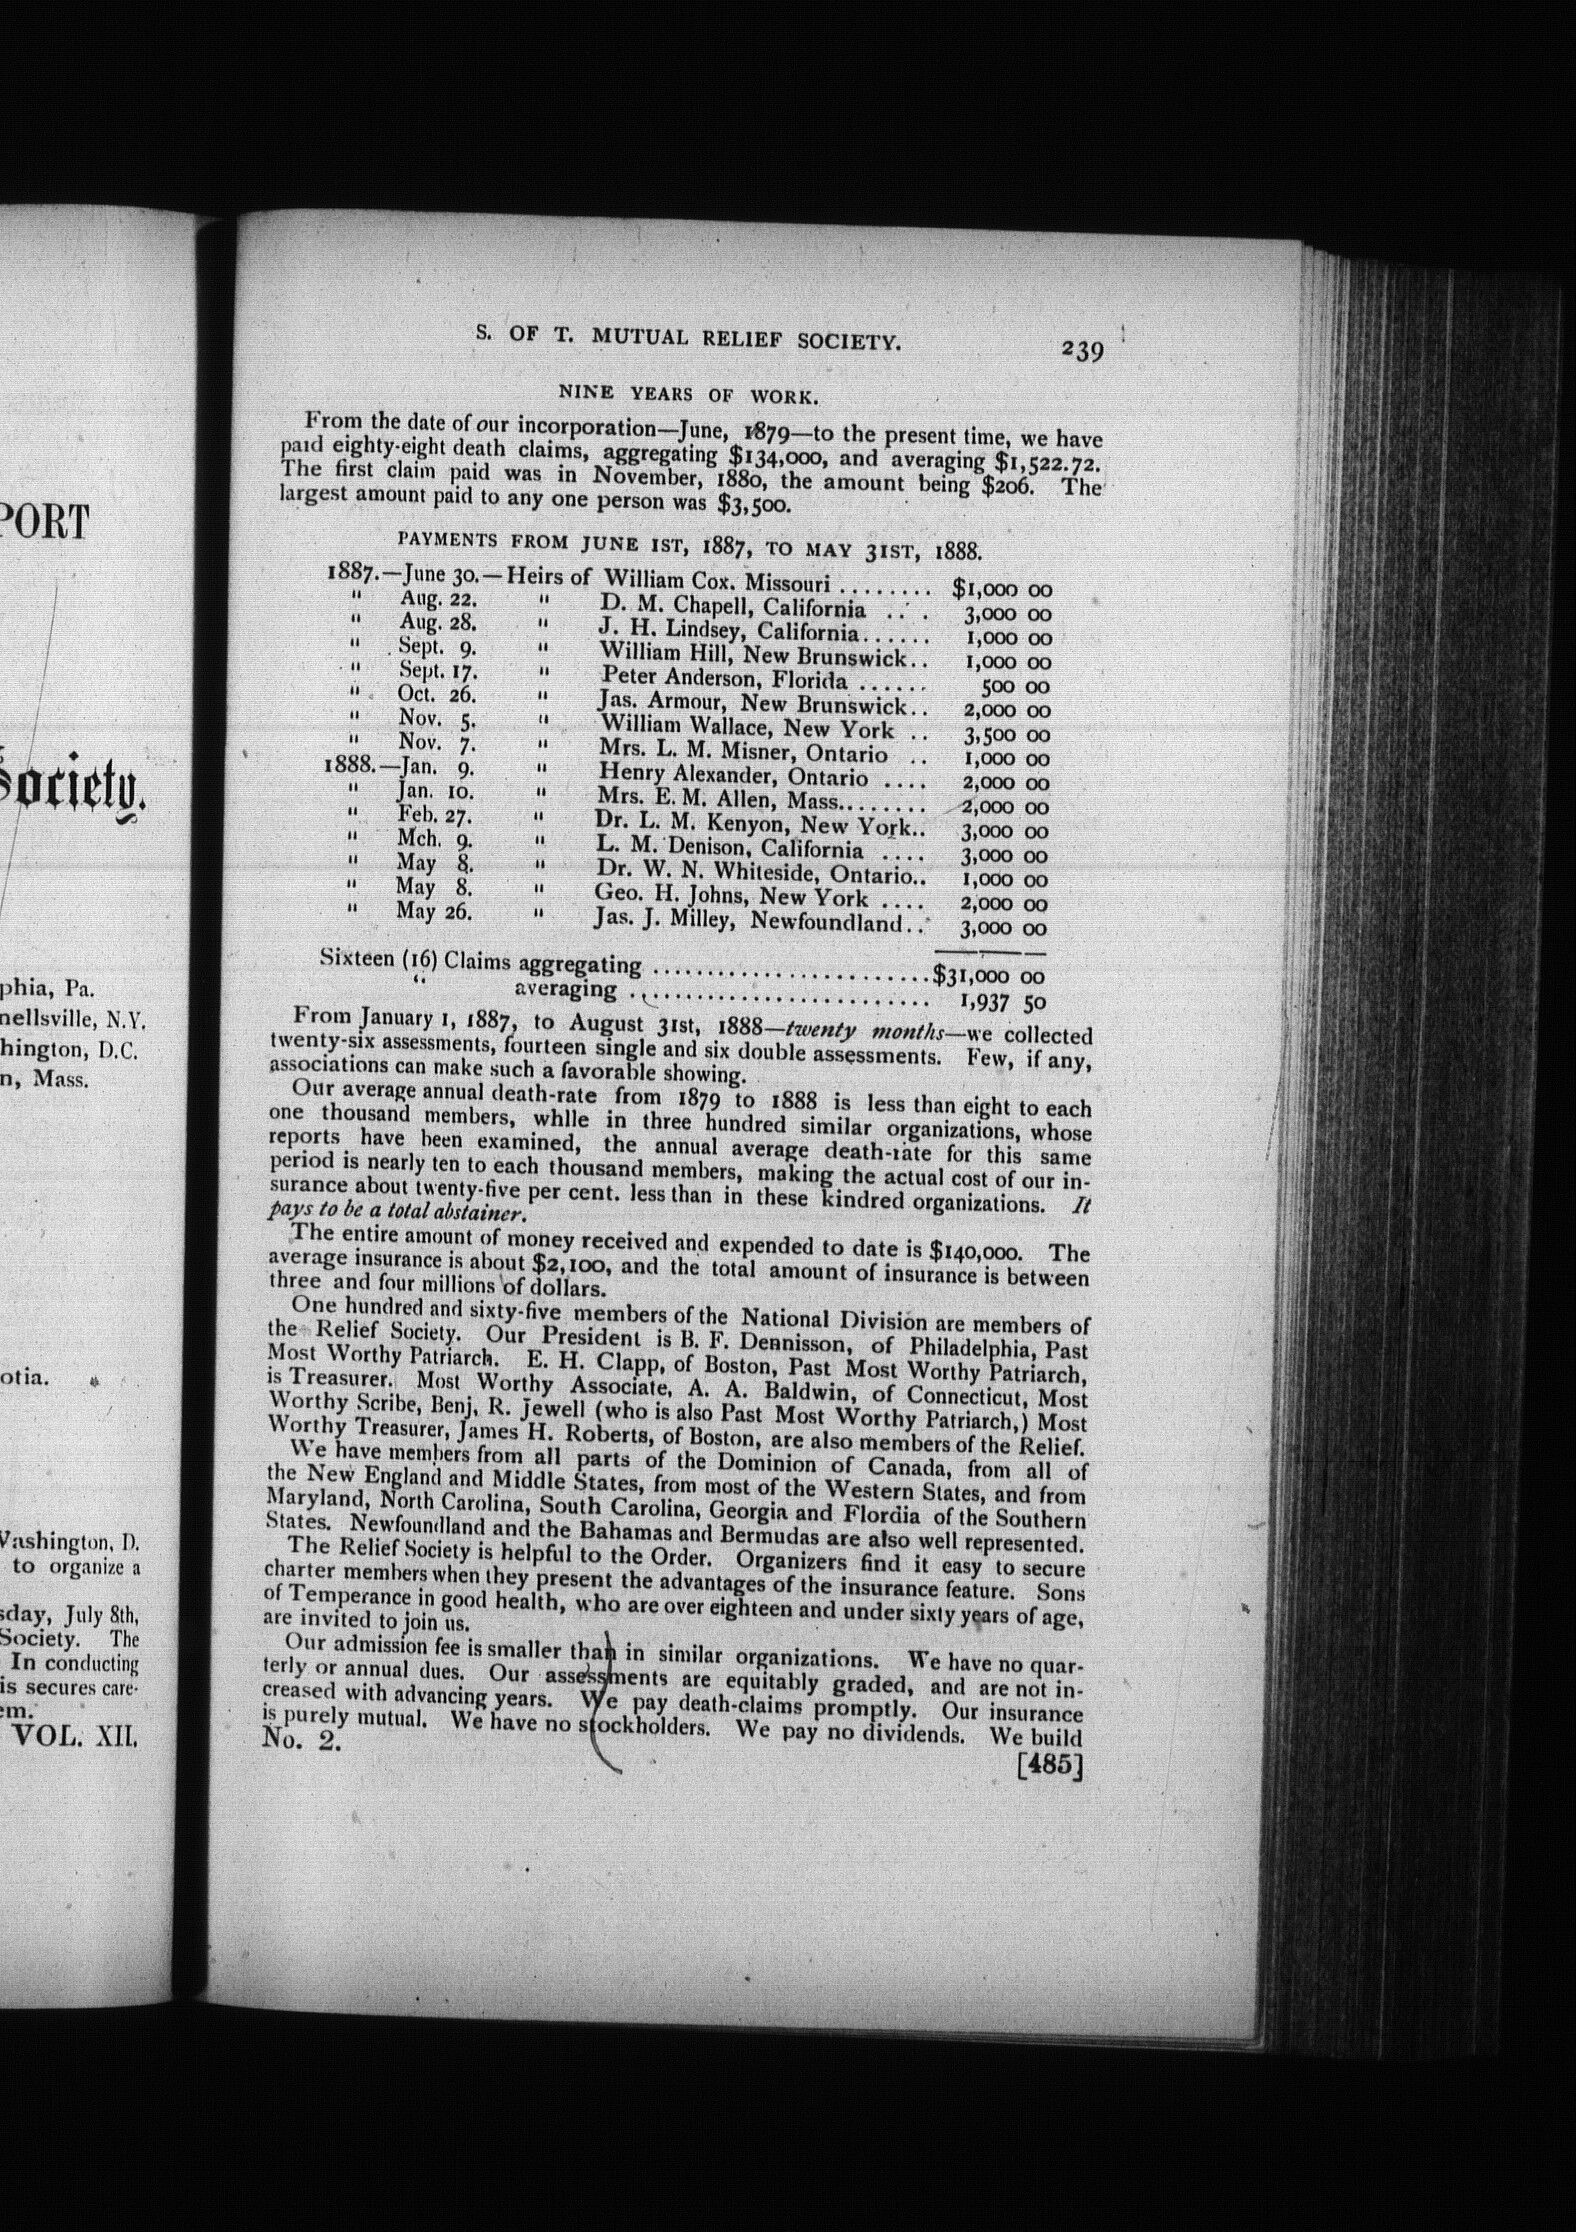 PORT
Society.
phia, Pa.
nellsville, N.Y.
hington, D.C.
n, Mass.
otia.
Washington, D.
to organize a
sday, July 8th,
Society. The
In conducting
is secures care-
em.
VOL. XII.
S. OF T. MUTUAL RELIEF SOCIETY. 239
NINE YEARS OF WORK.
From the date of our incorporation—June, 1879—to the present time, we have
paid eighty-eight death claims, aggregating $134,000, and averaging $1,522.72.
The first claim paid was in November, 1880, the amount being $206. The
largest amount paid to any one person was $3,500.
PAYMENTS FROM JUNE 1ST, 1887, TO MAY 31ST, 1888.
1887.—June 30.—Heirs of William Cox. Missouri ........ $1,000 00
" Aug. 22. " D. M. Chapell, California .. . 3,000 00
" Aug. 28. " J. H. Lindsey, California...... 1,000 00
" Sept. 9. " William Hill, New Brunswick.. 1,000 00
" Sept. 17. " Peter Anderson, Florida ...... 500 00
" Oct. 26. " Jas. Armour, New Brunswick.. 2,000 00
" Nov. 5. " William Wallace, New York .. 3,500 00
" Nov. 7. " Mrs. L. M. Misner, Ontario .. 1,000 00
1888.—Jan. 9. " Henry Alexander, Ontario .... 2,000 00
" Jan. 10. " Mrs. E. M. Allen, Mass........ 2,000 00
" Feb. 27. " Dr. L. M. Kenyon, New York.. 3,000 00
" Mch. 9. " L. M. Denison, California .... 3,000 00
" May 8. " Dr. W. N. Whiteside, Ontario.. 1,000 00
" May 8. " Geo. H. Johns, New York .... 2,000 00
" May 26. " Jas. J. Milley, Newfoundland.. 3,000 00
Sixteen (16) Claims aggregating ........................$31,000 00
" averaging .......................... 1,937 50
From January 1, 1887, to August 31st, 1888—twenty months—we collected
twenty-six assessments, fourteen single and six double assessments. Few, if any,
associations can make such a favorable showing.
Our average annual death-rate from 1879 to 1888 is less than eight to each
one thousand members, whlle in three hundred similar organizations, whose
reports have been examined, the annual average death-rate for this same
period is nearly ten to each thousand members, making the actual cost of our in-
surance about twenty-five per cent. less than in these kindred organizations. It
pays to be a total abstainer.
The entire amount of money received and expended to date is $140,000. The
average insurance is about $2,100, and the total amount of insurance is between
three and four millions of dollars.
One hundred and sixty-five members of the National Division are members of
the Relief Society. Our President is B. F. Dennisson, of Philadelphia, Past
Most Worthy Patriarch. E. H. Clapp, of Boston, Past Most Worthy Patriarch,
is Treasurer. Most Worthy Associate, A. A. Baldwin, of Connecticut, Most
Worthy Scribe, Benj, R. Jewell (who is also Past Most Worthy Patriarch,) Most
Worthy Treasurer, James H. Roberts, of Boston, are also members of the Relief.
We have members from all parts of the Dominion of Canada, from all of
the New England and Middle States, from most of the Western States, and from
Maryland, North Carolina, South Carolina, Georgia and Flordia of the Southern
States. Newfoundland and the Bahamas and Bermudas are also well represented.
The Relief Society is helpful to the Order. Organizers find it easy to secure
charter members when they present the advantages of the insurance feature. Sons
of Temperance in good health, who are over eighteen and under sixty years of age,
are invited to join us.
Our admission fee is smaller than in similar organizations. We have no quar-
terly or annual dues. Our assessments are equitably graded, and are not in-
creased with advancing years. We pay death-claims promptly. Our insurance
is purely mutual. We have no stockholders. We pay no dividends. We build
No. 2.
[485]